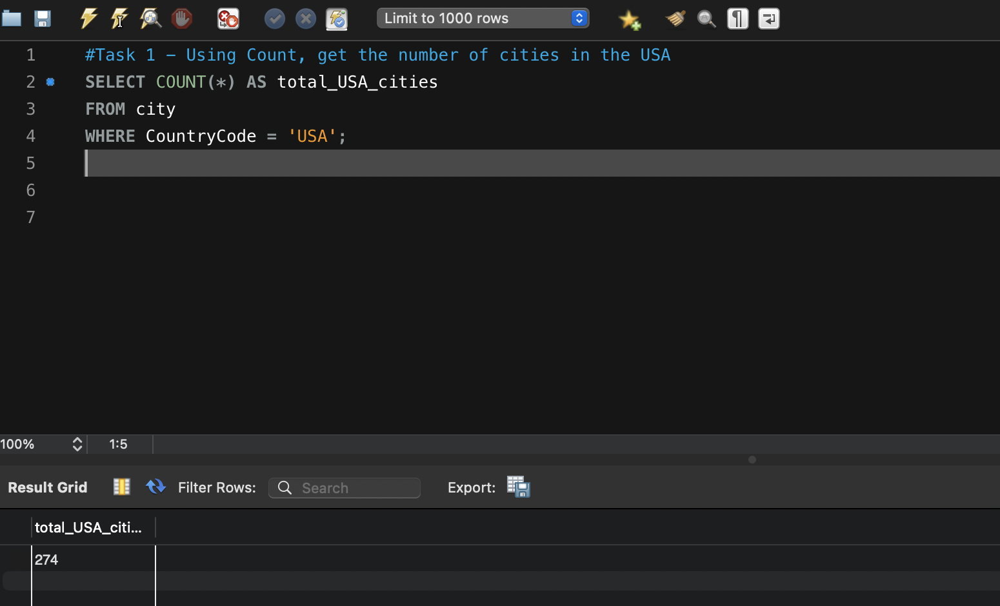 Limit to 1000 rows
1 #Task 1 – Using Count, get the number of cities in the USA
2 SELECT COUNT(*) AS total_USA_cities
3 FROM city
4 WHERE CountryCode = 'USA';
5
6
7
100% 1:5
Result Grid Filter Rows: Search Export:
total_USA_citi...
274